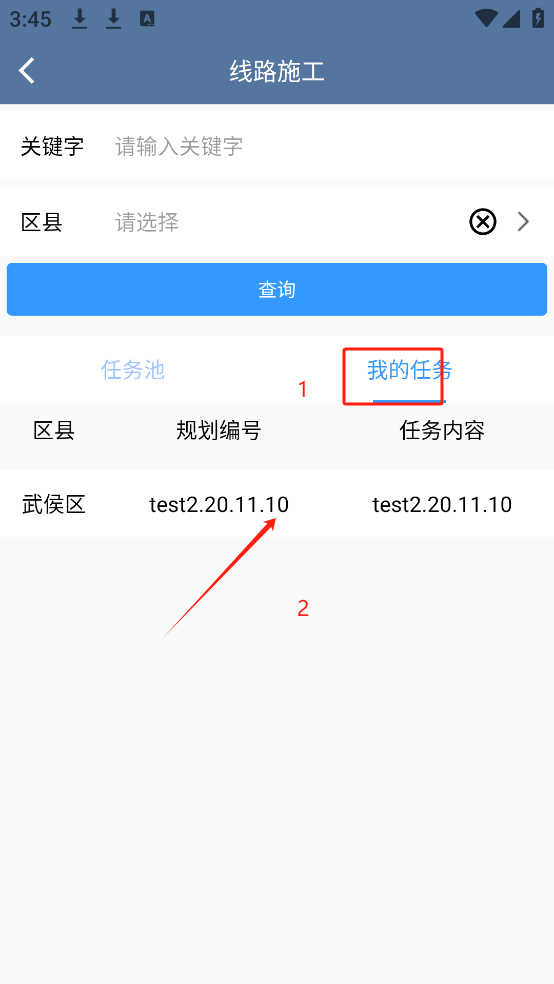 3:45
线路施工
关键字 请输入关键字
区县 请选择
查询
任务池 1 我的任务
区县 规划编号 任务内容
武侯区 test2.20.11.10 test2.20.11.10
2